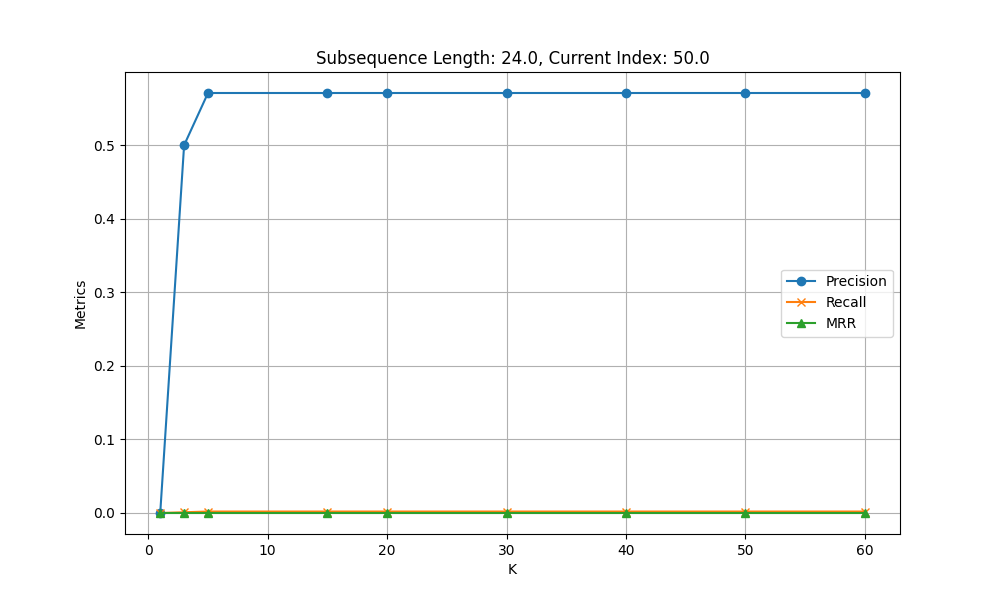 Subsequence Length: 24.0, Current Index: 50.0
0.5
0.4
0.3
0.2
0.1
0.0
Metrics
Precision
Recall
MRR
0 10 20 30 40 50 60
K